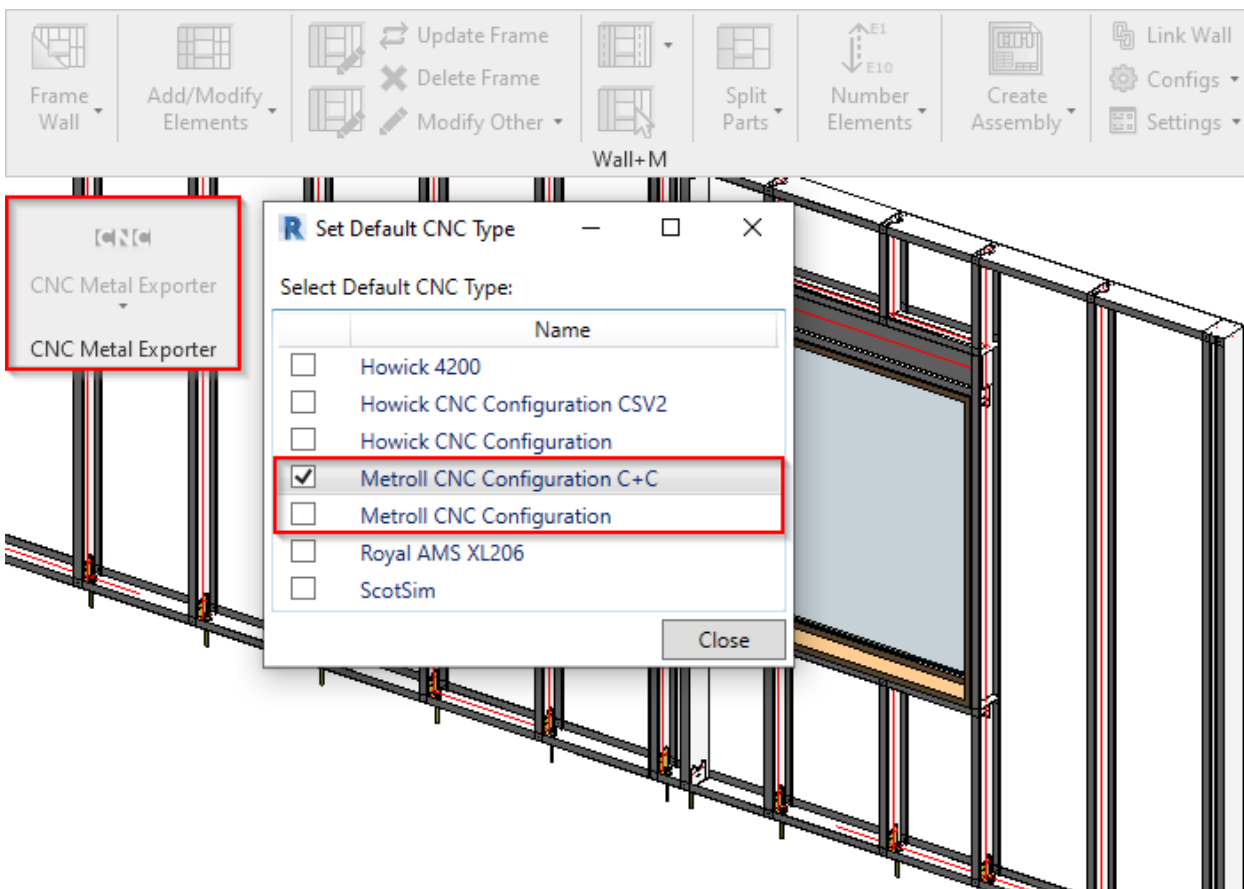 Update Frame
E1
Link Wall
Delete Frame
E10
Configs
Frame
Wall
Add/Modify
Elements
Modify Other
Split
Parts
Number
Elements
Create
Assembly
Settings
Wall+M
CNC
CNC Metal Exporter
CNC Metal Exporter
R Set Default CNC Type
Select Default CNC Type:
Name
Howick 4200
Howick CNC Configuration CSV2
Howick CNC Configuration
Metroll CNC Configuration C+C
Metroll CNC Configuration
Royal AMS XL206
ScotSim
Close